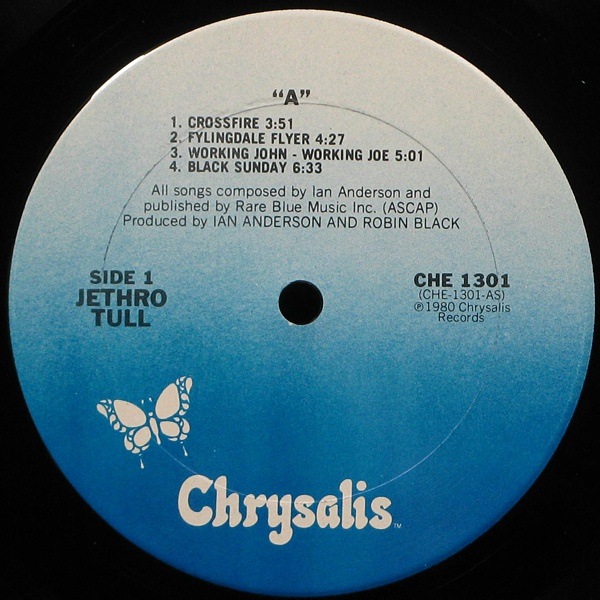 “A”
1. CROSSFIRE 3:51
2. FYLINGDALE FLYER 4:27
3. WORKING JOHN - WORKING JOE 5:01
4. BLACK SUNDAY 6:33
All songs composed by Ian Anderson and
published by Rare Blue Music Inc. (ASCAP)
Produced by IAN ANDERSON AND ROBIN BLACK
SIDE 1
JETHRO
TULL
CHE 1301
(CHE-1301-AS)
℗1980 Chrysalis
Records
Chrysalis™